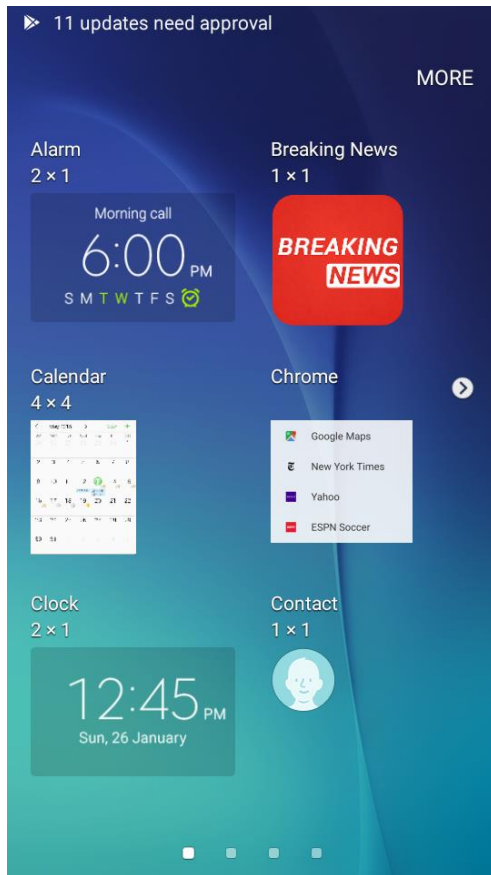 11 updates need approval
MORE
Alarm
2 × 1
Morning call
6:00 PM
S M T W T F S
Breaking News
1 × 1
BREAKING
NEWS
Calendar
4 × 4
Chrome
Google Maps
New York Times
Yahoo
ESPN Soccer
Clock
2 × 1
12:45 PM
Sun, 26 January
Contact
1 × 1